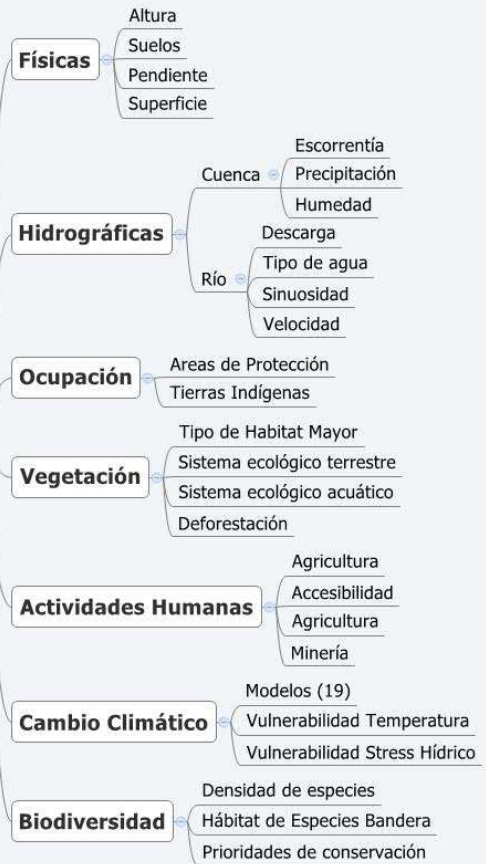 Físicas
Altura
Suelos
Pendiente
Superficie
Hidrográficas
Cuenca
Escorrentía
Precipitación
Humedad
Río
Descarga
Tipo de agua
Sinuosidad
Velocidad
Ocupación
Areas de Protección
Tierras Indígenas
Vegetación
Tipo de Habitat Mayor
Sistema ecológico terrestre
Sistema ecológico acuático
Deforestación
Actividades Humanas
Agricultura
Accesibilidad
Agricultura
Minería
Cambio Climático
Modelos (19)
Vulnerabilidad Temperatura
Vulnerabilidad Stress Hídrico
Biodiversidad
Densidad de especies
Hábitat de Especies Bandera
Prioridades de conservación